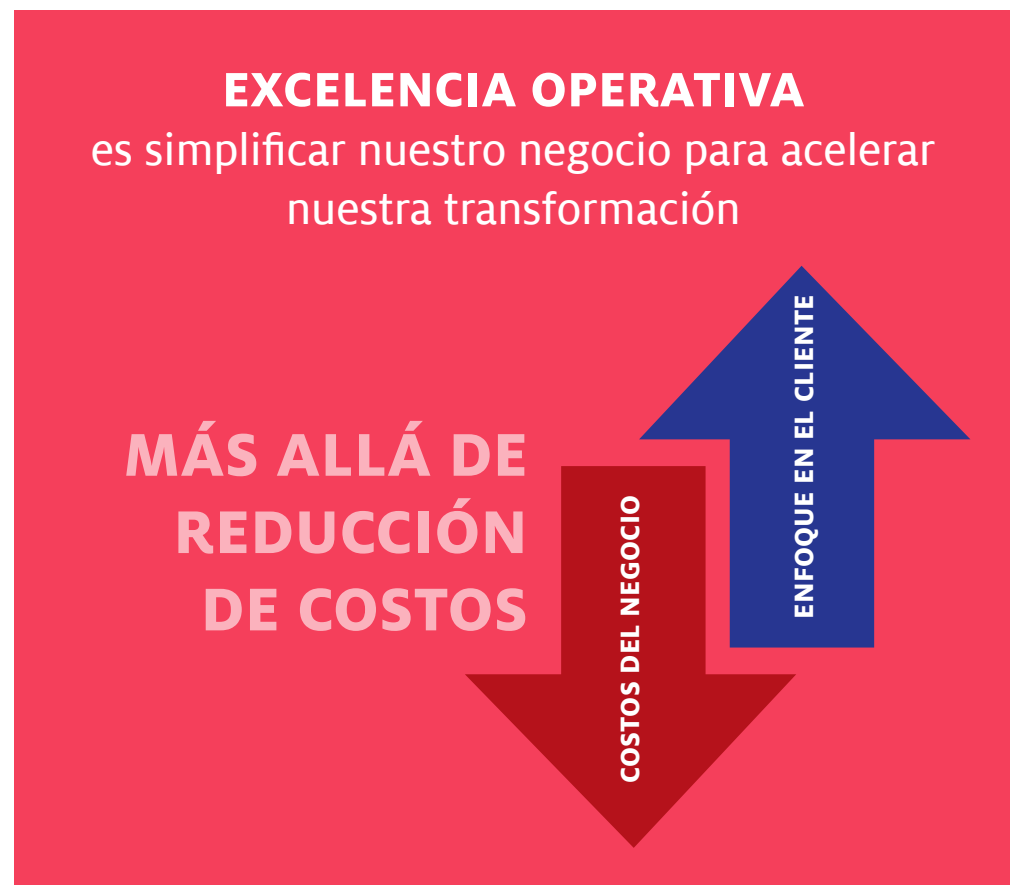 EXCELENCIA OPERATIVA
es simplificar nuestro negocio para acelerar
nuestra transformación
MÁS ALLÁ DE
REDUCCIÓN
DE COSTOS
COSTOS DEL NEGOCIO
ENFOQUE EN EL CLIENTE